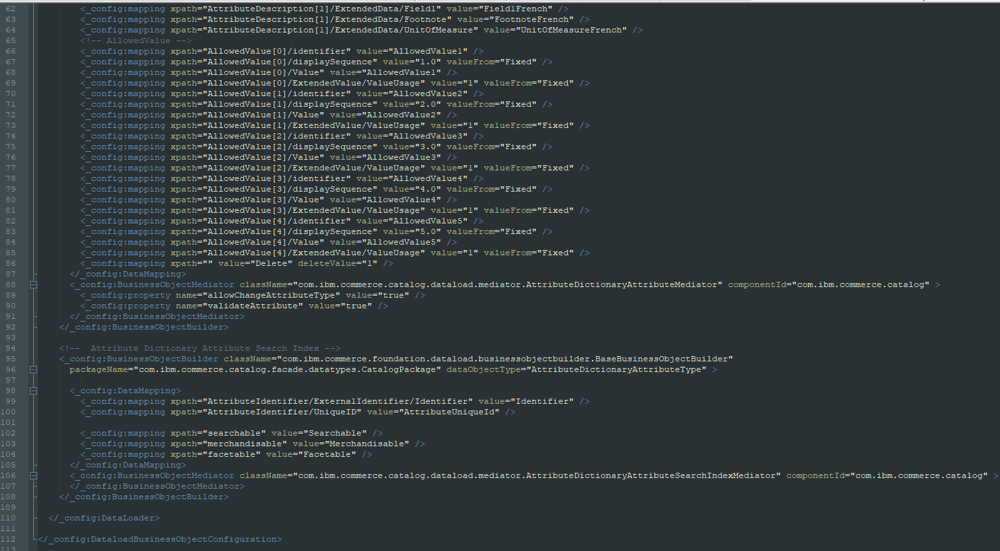 62 <_config:mapping xpath="AttributeDescription[1]/ExtendedData/Field1" value="Field1French" />
63 <_config:mapping xpath="AttributeDescription[1]/ExtendedData/Footnote" value="FootnoteFrench" />
64 <_config:mapping xpath="AttributeDescription[1]/ExtendedData/UnitOfMeasure" value="UnitOfMeasureFrench" />
65 <!-- AllowedValue -->
66 <_config:mapping xpath="AllowedValue[0]/identifier" value="AllowedValue1" />
67 <_config:mapping xpath="AllowedValue[0]/displaySequence" value="1.0" valueFrom="Fixed" />
68 <_config:mapping xpath="AllowedValue[0]/Value" value="AllowedValue1" />
69 <_config:mapping xpath="AllowedValue[0]/ExtendedValue/ValueUsage" value="1" valueFrom="Fixed" />
70 <_config:mapping xpath="AllowedValue[1]/identifier" value="AllowedValue2" />
71 <_config:mapping xpath="AllowedValue[1]/displaySequence" value="2.0" valueFrom="Fixed" />
72 <_config:mapping xpath="AllowedValue[1]/Value" value="AllowedValue2" />
73 <_config:mapping xpath="AllowedValue[1]/ExtendedValue/ValueUsage" value="1" valueFrom="Fixed" />
74 <_config:mapping xpath="AllowedValue[2]/identifier" value="AllowedValue3" />
75 <_config:mapping xpath="AllowedValue[2]/displaySequence" value="3.0" valueFrom="Fixed" />
76 <_config:mapping xpath="AllowedValue[2]/Value" value="AllowedValue3" />
77 <_config:mapping xpath="AllowedValue[2]/ExtendedValue/ValueUsage" value="1" valueFrom="Fixed" />
78 <_config:mapping xpath="AllowedValue[3]/identifier" value="AllowedValue4" />
79 <_config:mapping xpath="AllowedValue[3]/displaySequence" value="4.0" valueFrom="Fixed" />
80 <_config:mapping xpath="AllowedValue[3]/Value" value="AllowedValue4" />
81 <_config:mapping xpath="AllowedValue[3]/ExtendedValue/ValueUsage" value="1" valueFrom="Fixed" />
82 <_config:mapping xpath="AllowedValue[4]/identifier" value="AllowedValue5" />
83 <_config:mapping xpath="AllowedValue[4]/displaySequence" value="5.0" valueFrom="Fixed" />
84 <_config:mapping xpath="AllowedValue[4]/Value" value="AllowedValue5" />
85 <_config:mapping xpath="AllowedValue[4]/ExtendedValue/ValueUsage" value="1" valueFrom="Fixed" />
86 <_config:mapping xpath="" value="Delete" deleteValue="1" />
87 </_config:DataMapping>
88 <_config:BusinessObjectMediator className="com.ibm.commerce.catalog.dataload.mediator.AttributeDictionaryAttributeMediator" componentId="com.ibm.commerce.catalog" >
89 <_config:property name="allowChangeAttributeType" value="true" />
90 <_config:property name="validateAttribute" value="true" />
91 </_config:BusinessObjectMediator>
92 </_config:BusinessObjectBuilder>
93
94 <!--  Attribute Dictionary Attribute Search Index -->
95 <_config:BusinessObjectBuilder className="com.ibm.commerce.foundation.dataload.businessobjectbuilder.BaseBusinessObjectBuilder"
96 packageName="com.ibm.commerce.catalog.facade.datatypes.CatalogPackage" dataObjectType="AttributeDictionaryAttributeType" >
97
98 <_config:DataMapping>
99 <_config:mapping xpath="AttributeIdentifier/ExternalIdentifier/Identifier" value="Identifier" />
100 <_config:mapping xpath="AttributeIdentifier/UniqueID" value="AttributeUniqueId" />
101
102 <_config:mapping xpath="searchable" value="Searchable" />
103 <_config:mapping xpath="merchandisable" value="Merchandisable" />
104 <_config:mapping xpath="facetable" value="Facetable" />
105 </_config:DataMapping>
106 <_config:BusinessObjectMediator className="com.ibm.commerce.catalog.dataload.mediator.AttributeDictionaryAttributeSearchIndexMediator" componentId="com.ibm.commerce.catalog" >
107 </_config:BusinessObjectMediator>
108 </_config:BusinessObjectBuilder>
109
110 </_config:DataLoader>
111
112 </_config:DataloadBusinessObjectConfiguration>
113